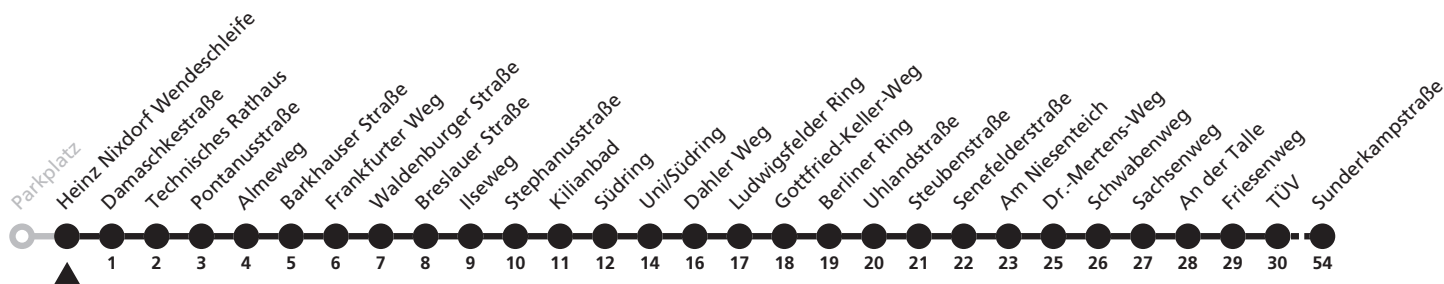 Parkplatz
Heinz Nixdorf Wendeschleife
Damaschkestraße
Technisches Rathaus
Pontanusstraße
Almeweg
Barkhauser Straße
Frankfurter Weg
Waldenburger Straße
Breslauer Straße
Ilseweg
Stephanusstraße
Kilianbad
Südring
Uni/Südring
Dahler Weg
Ludwigsfelder Ring
Gottfried-Keller-Weg
Berliner Ring
Uhlandstraße
Steubenstraße
Senefelderstraße
Am Niesenteich
Dr.-Mertens-Weg
Schwabenweg
Sachsenweg
An der Talle
Friesenweg
TÜV
Sunderkampstraße
1 2 3 4 5 6 7 8 9 10 11 12 14 16 17 18 19 20 21 22 23 25 26 27 28 29 30 54